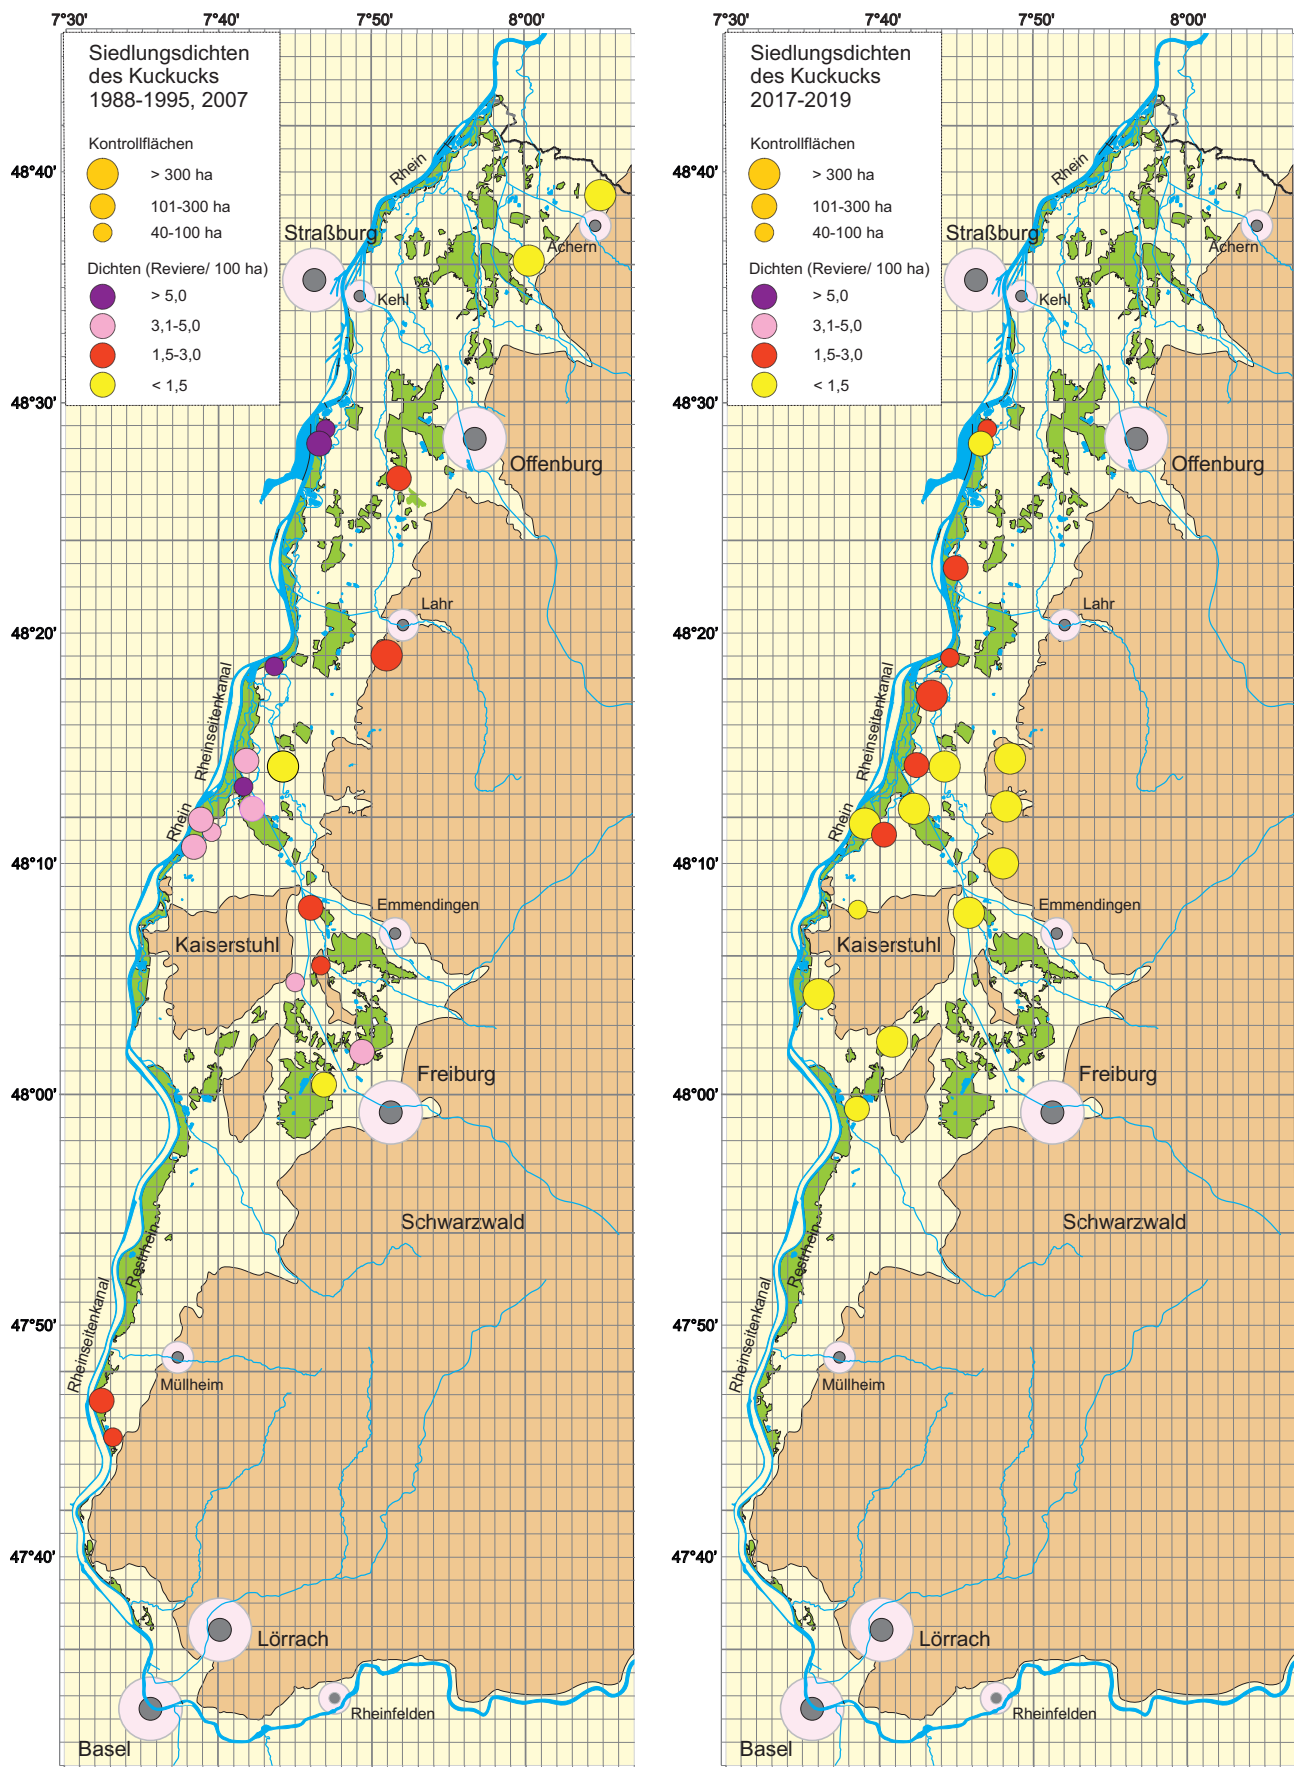 7°30'
7°40'
7°50'
8°00'
Siedlungsdichten
des Kuckucks
1988-1995, 2007
Kontrollflächen
> 300 ha
101-300 ha
40-100 ha
Dichten (Reviere/ 100 ha)
> 5,0
3,1-5,0
1,5-3,0
< 1,5
48°40'
48°30'
48°20'
48°10'
48°00'
47°50'
47°40'
Rhein
Straßburg
Achern
Kehl
Offenburg
Lahr
Rheinseitenkanal
Rhein
Emmendingen
Kaiserstuhl
Freiburg
Schwarzwald
Restrhein
Rheinseitenkanal
Müllheim
Lörrach
Rheinfelden
Basel
7°30'
7°40'
7°50'
8°00'
Siedlungsdichten
des Kuckucks
2017-2019
Kontrollflächen
> 300 ha
101-300 ha
40-100 ha
Dichten (Reviere/ 100 ha)
> 5,0
3,1-5,0
1,5-3,0
< 1,5
48°40'
48°30'
48°20'
48°10'
48°00'
47°50'
47°40'
Rhein
Straßburg
Achern
Kehl
Offenburg
Lahr
Rheinseitenkanal
Rhein
Emmendingen
Kaiserstuhl
Freiburg
Schwarzwald
Restrhein
Rheinseitenkanal
Müllheim
Lörrach
Rheinfelden
Basel